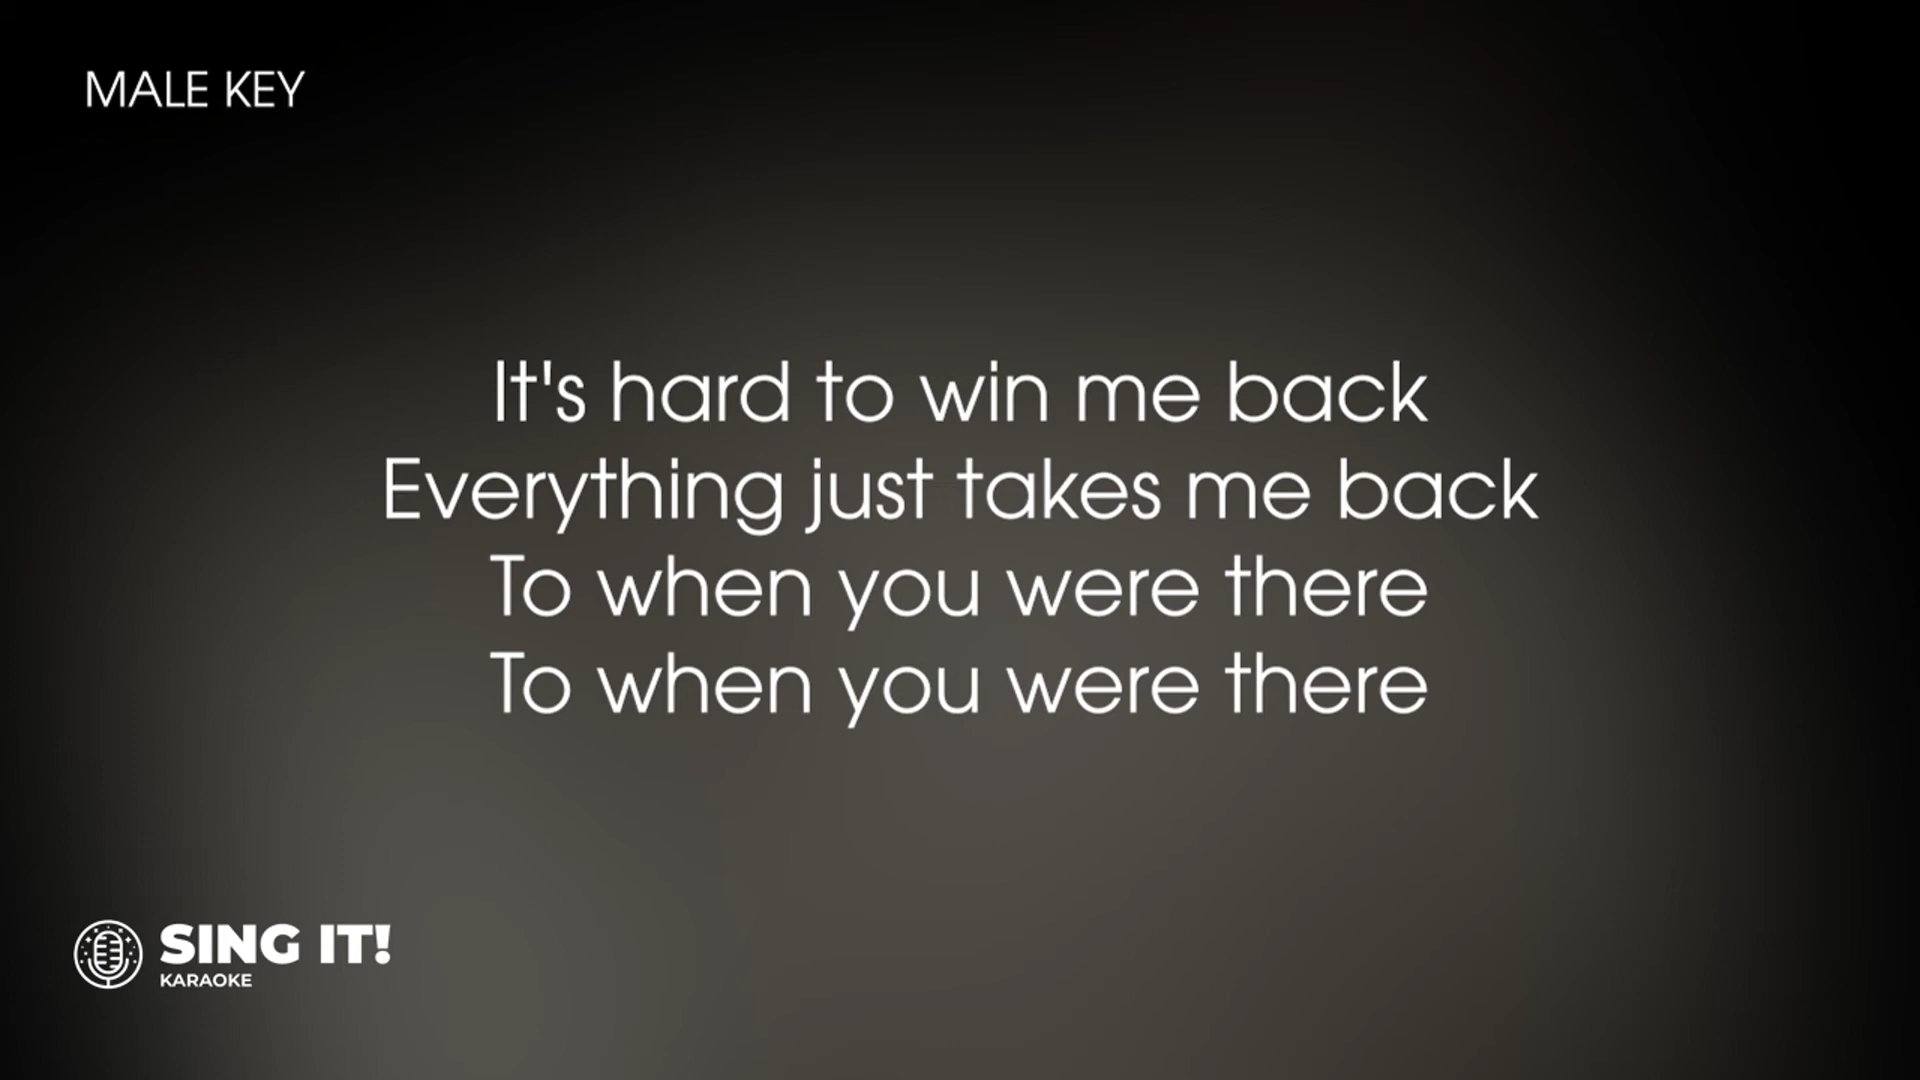 MALE KEY
It's hard to win me back
Everything just takes me back
To when you were there
To when you were there
SING IT!
KARAOKE